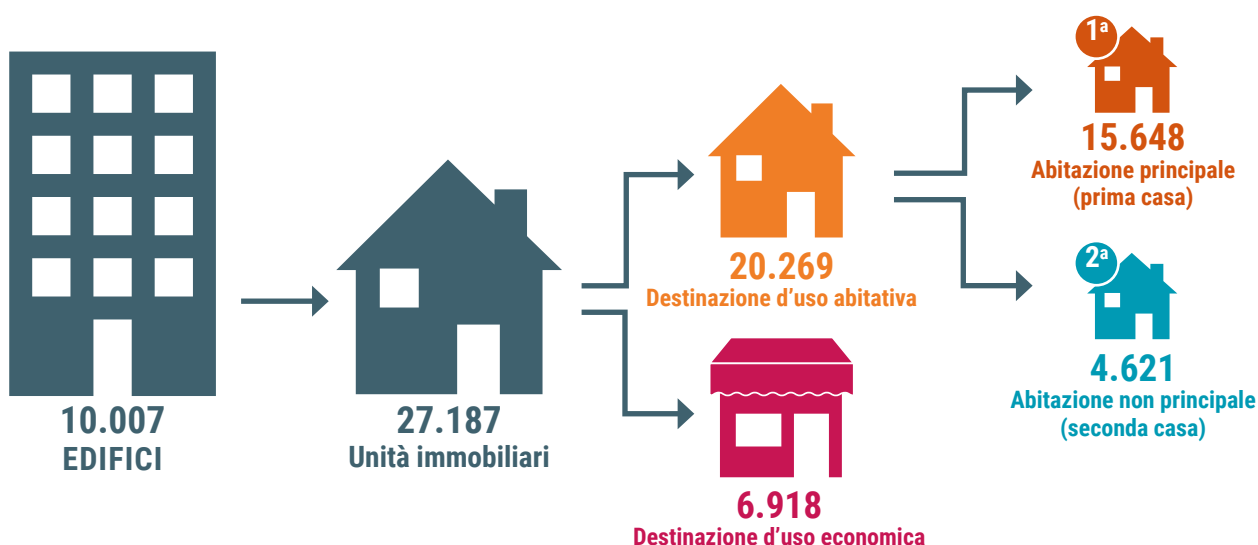 10.007
EDIFICI
27.187
Unità immobiliari
20.269
Destinazione d'uso abitativa
6.918
Destinazione d'uso economica
1ª
15.648
Abitazione principale
(prima casa)
2ª
4.621
Abitazione non principale
(seconda casa)